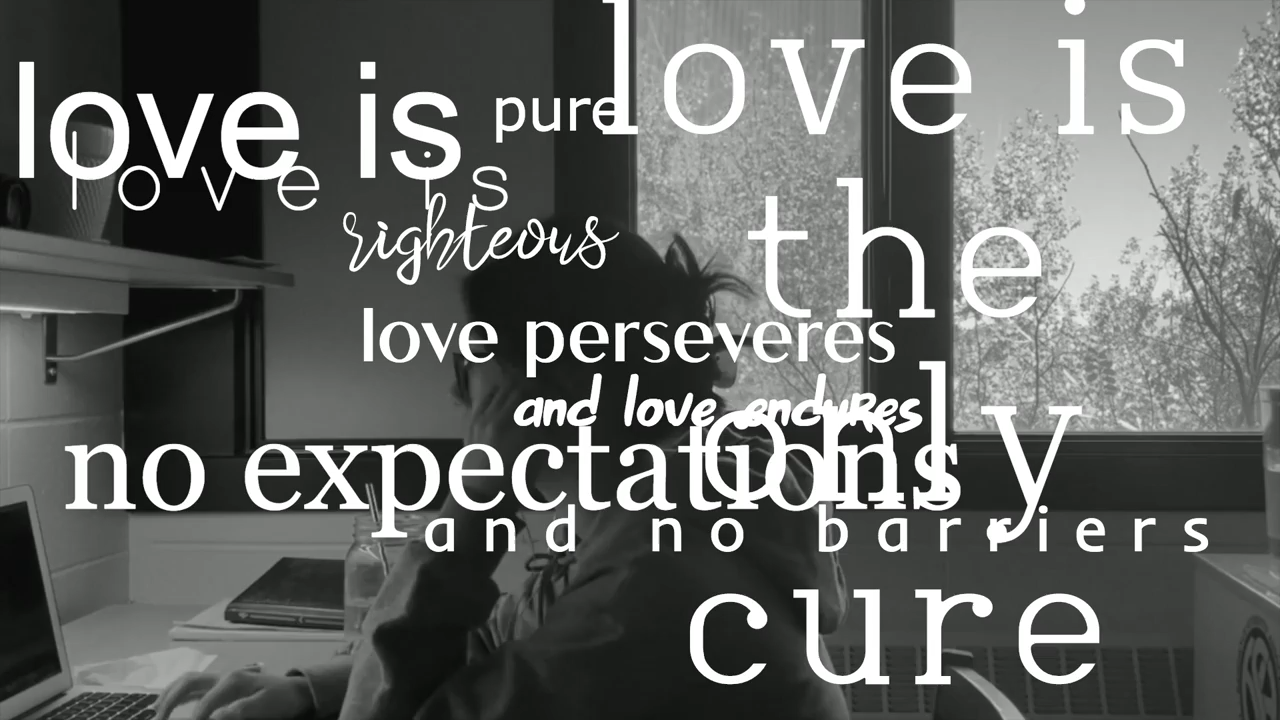 love is
pure
love is
righteous
love perseveres
and love endures
no expectations
and no barriers
love is
the
only
cure